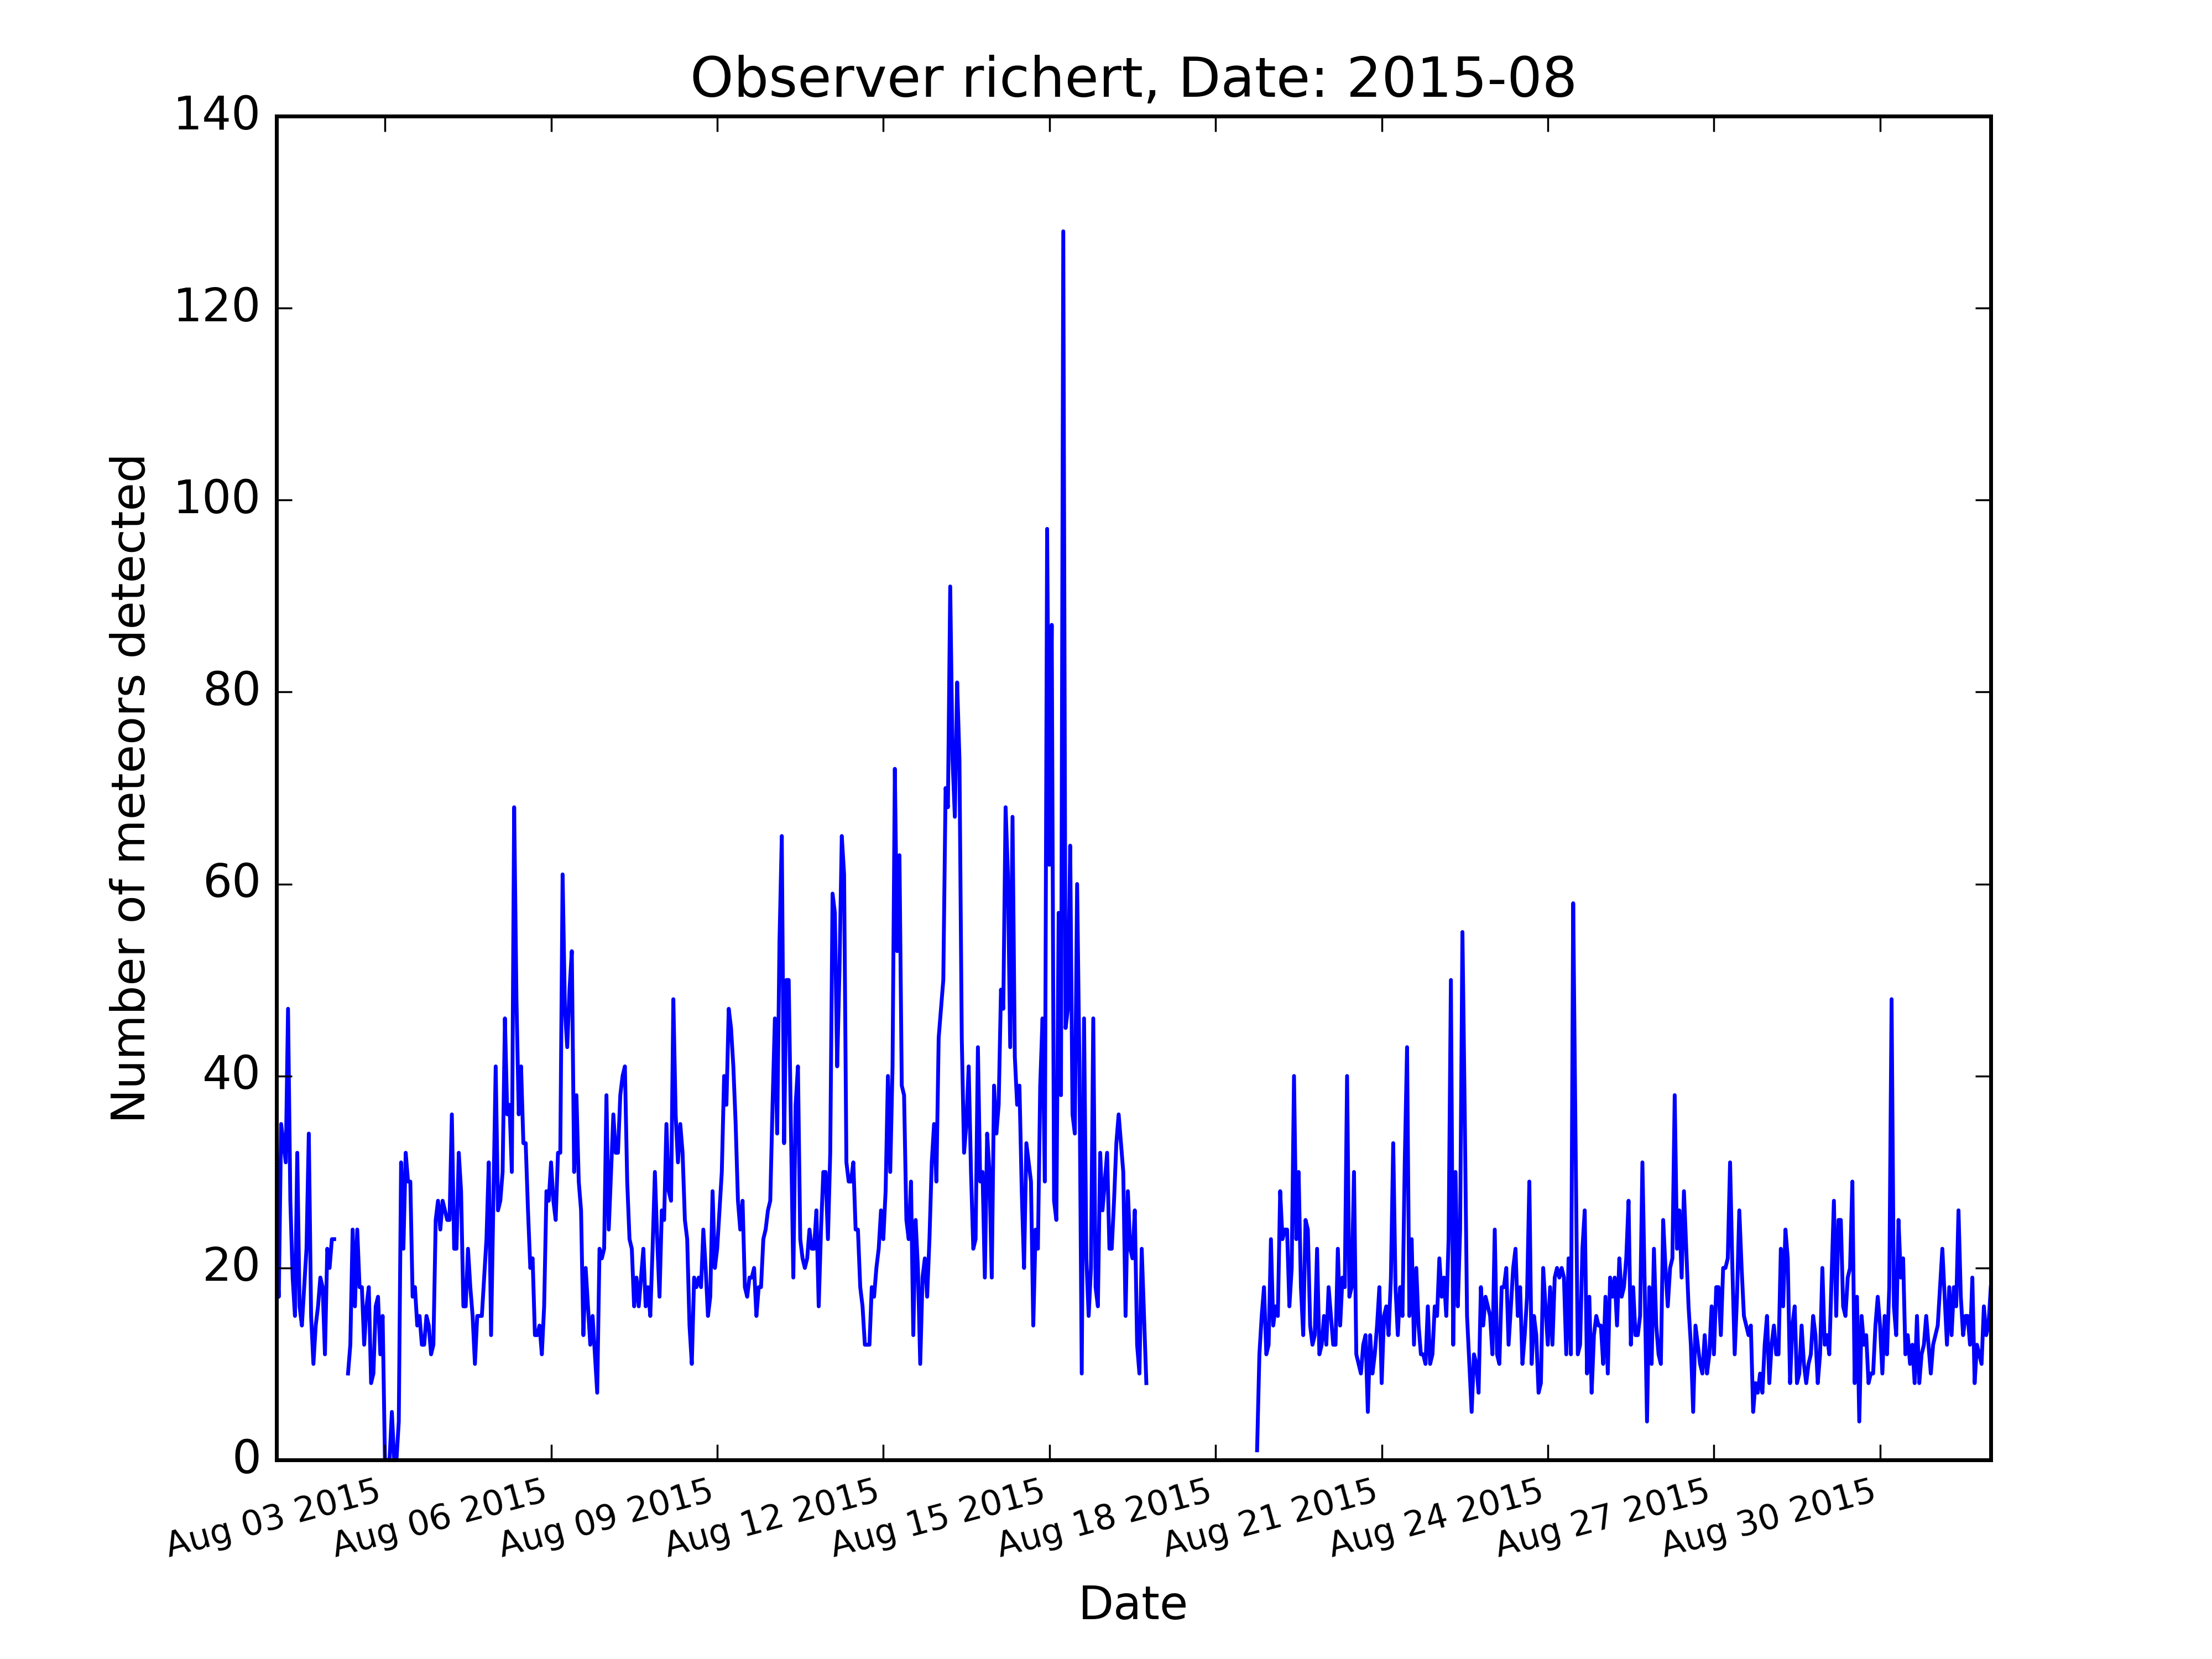 Observer richert, Date: 2015-08
140
120
100
80
60
40
20
0
Number of meteors detected
Aug 03 2015
Aug 06 2015
Aug 09 2015
Aug 12 2015
Aug 15 2015
Aug 18 2015
Aug 21 2015
Aug 24 2015
Aug 27 2015
Aug 30 2015
Date